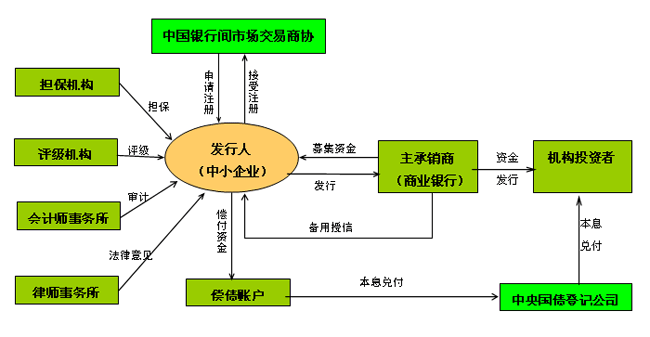 中国银行间市场交易商协
申请注册
接受注册
担保机构
担保
评级机构
评级
会计师事务所
审计
律师事务所
法律意见
发行人
（中小企业）
募集资金
发行
主承销商
（商业银行）
资金
发行
机构投资者
备用授信
偿付资金
偿债账户
本息兑付
中央国债登记公司
本息
兑付